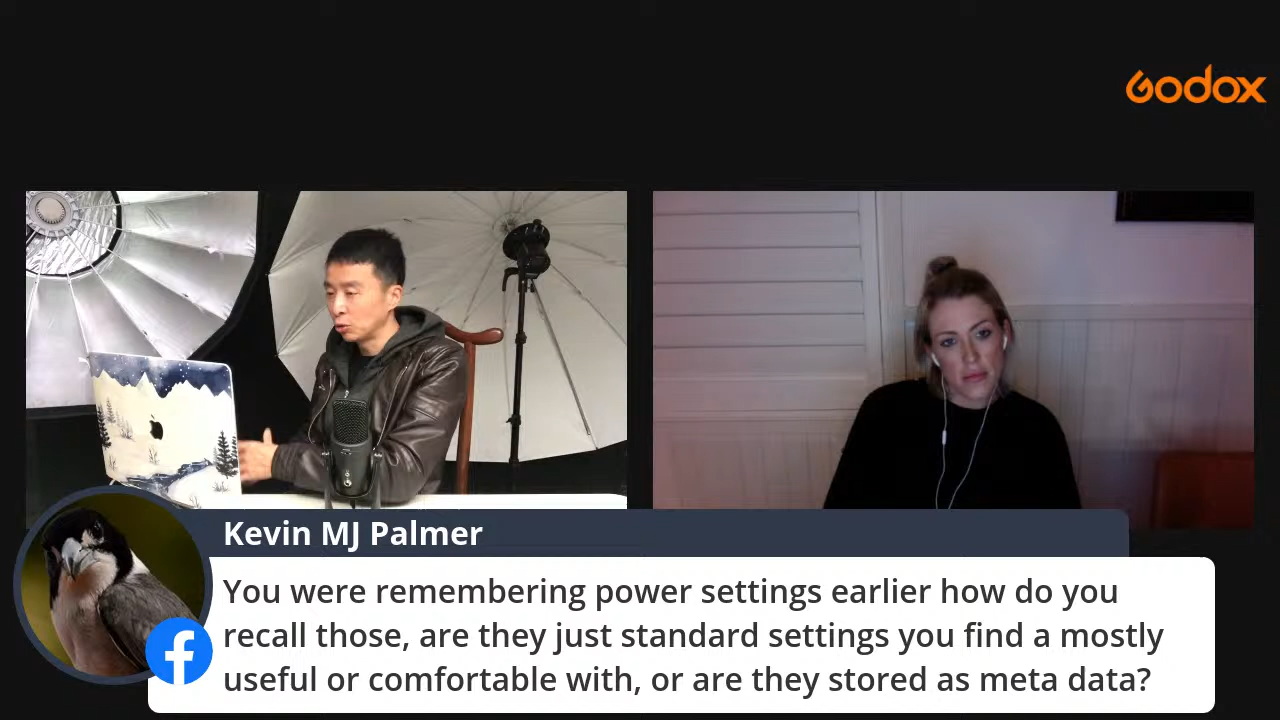 Godox
Kevin MJ Palmer
You were remembering power settings earlier how do you
recall those, are they just standard settings you find a mostly
useful or comfortable with, or are they stored as meta data?